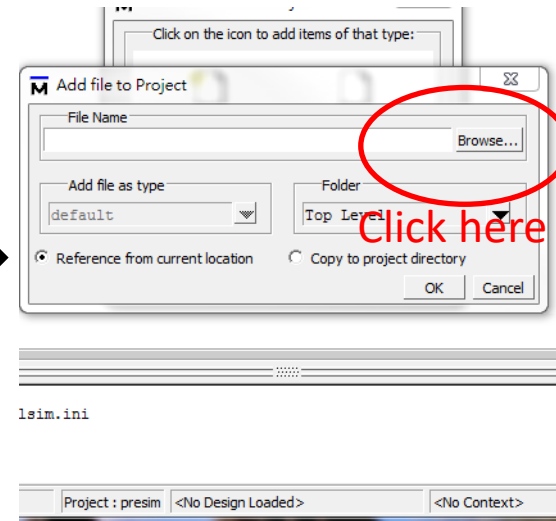 Click on the icon to add items of that type:
M Add file to Project
File Name
Browse...
Add file as type
Folder
default
Top Level
Click here
Reference from current location
Copy to project directory
OK
Cancel
lsim.ini
Project : presim
<No Design Loaded>
<No Context>